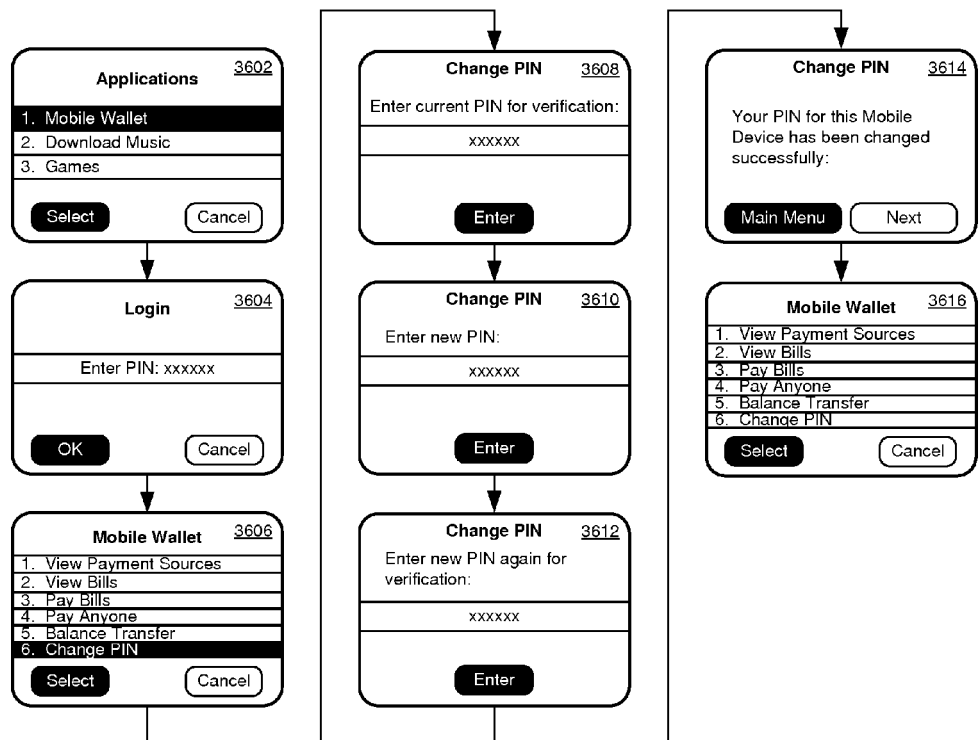 3602
Applications
1. Mobile Wallet
2. Download Music
3. Games
Select
Cancel
3604
Login
Enter PIN: xxxxxx
OK
Cancel
3606
Mobile Wallet
1. View Payment Sources
2. View Bills
3. Pay Bills
4. Pay Anyone
5. Balance Transfer
6. Change PIN
Select
Cancel
Change PIN
3608
Enter current PIN for verification:
xxxxxx
Enter
Change PIN
3610
Enter new PIN:
xxxxxx
Enter
Change PIN
3612
Enter new PIN again for
verification:
xxxxxx
Enter
Change PIN
3614
Your PIN for this Mobile
Device has been changed
successfully:
Main Menu
Next
3616
Mobile Wallet
1. View Payment Sources
2. View Bills
3. Pay Bills
4. Pay Anyone
5. Balance Transfer
6. Change PIN
Select
Cancel